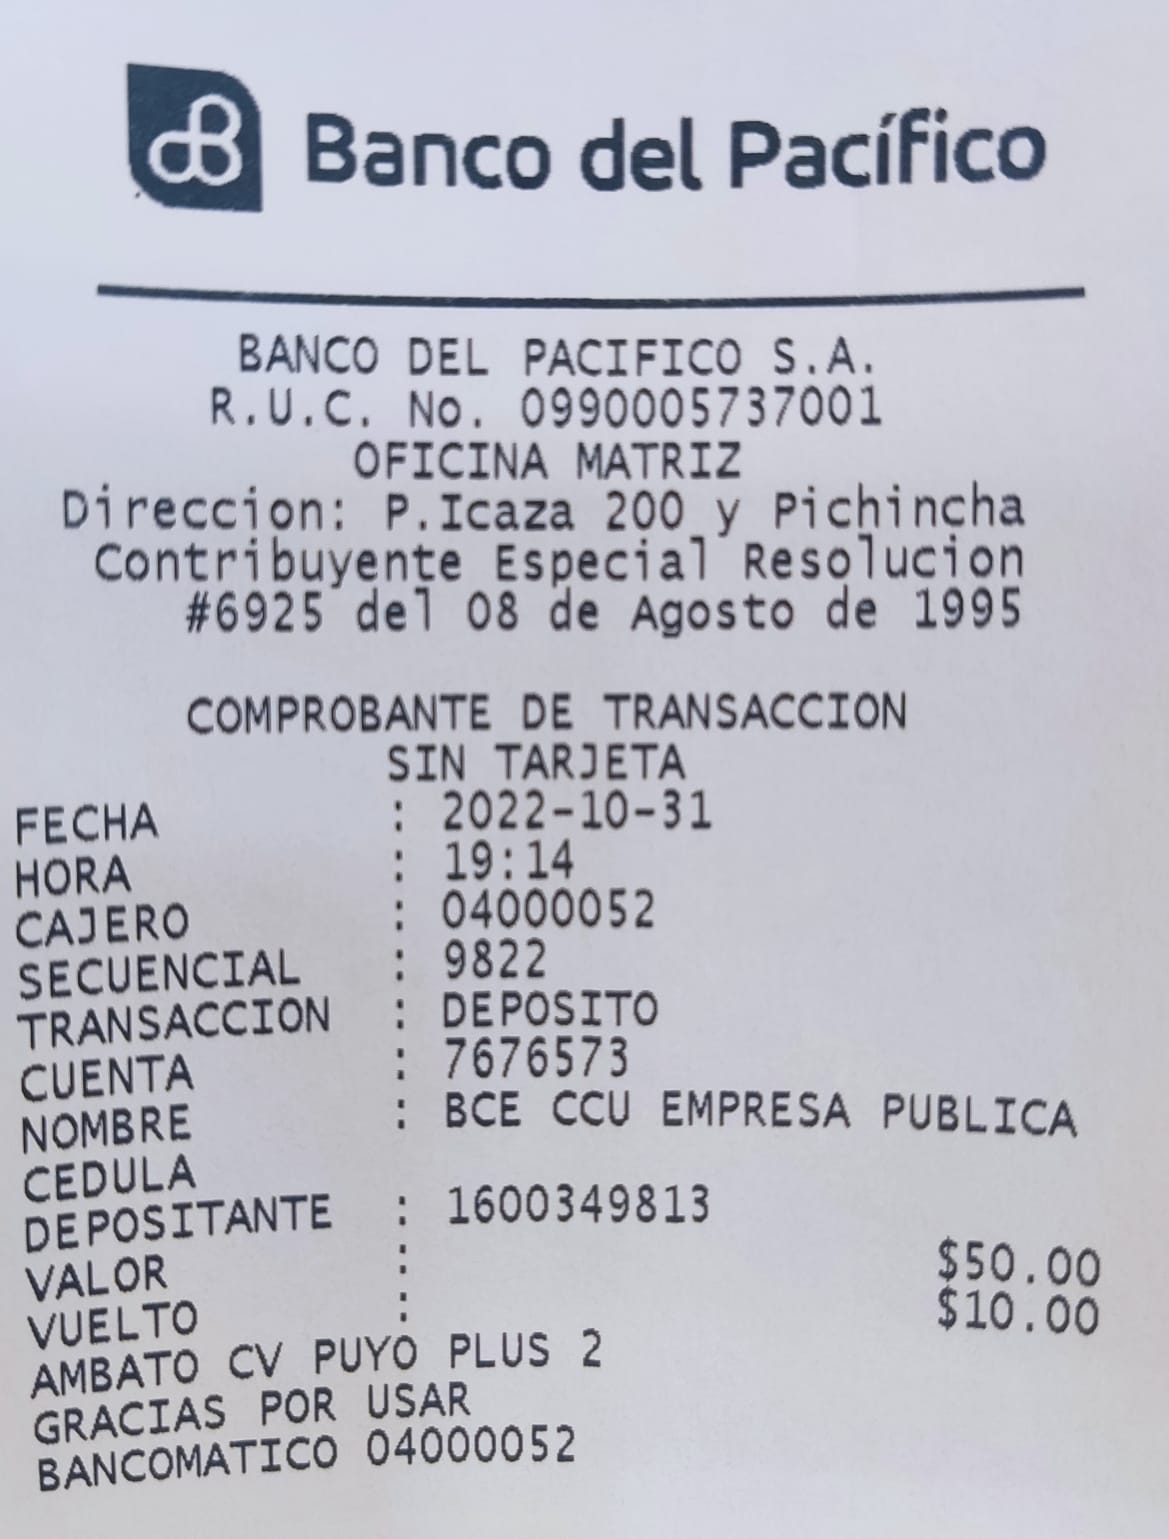 Banco del Pacífico
BANCO DEL PACIFICO S.A.
R.U.C. No. 0990005737001
OFICINA MATRIZ
Direccion: P.Icaza 200 y Pichincha
Contribuyente Especial Resolucion
#6925 del 08 de Agosto de 1995
COMPROBANTE DE TRANSACCION
SIN TARJETA
FECHA : 2022-10-31
HORA : 19:14
CAJERO : 04000052
SECUENCIAL : 9822
TRANSACCION : DEPOSITO
CUENTA : 7676573
NOMBRE : BCE CCU EMPRESA PUBLICA
CEDULA
DEPOSITANTE : 1600349813
VALOR : $50.00
VUELTO : $10.00
AMBATO CV PUYO PLUS 2
GRACIAS POR USAR
BANCOMATICO 04000052